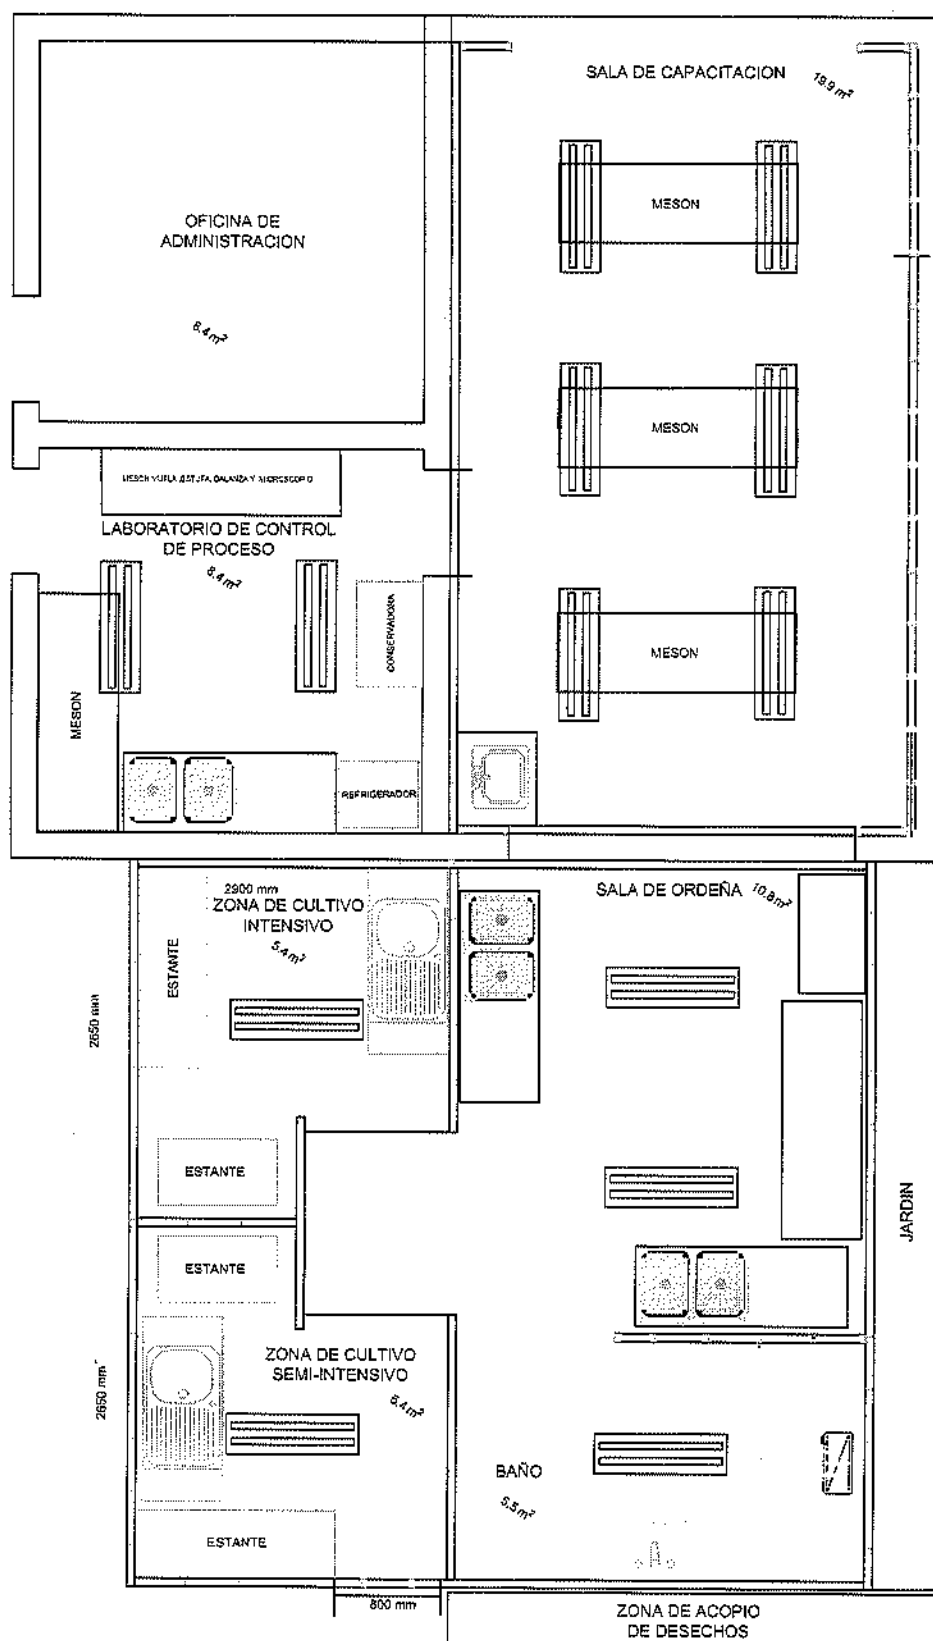 SALA DE CAPACITACION
19.9 m²
OFICINA DE
ADMINISTRACION
8.4 m²
MESON
MESON
MESON
LABORATORIO DE CONTROL
DE PROCESO
8.4 m²
CONSERVADORA
MESON
REFRIGERADOR
2900 mm
ZONA DE CULTIVO
INTENSIVO
5.4 m²
ESTANTE
2650 mm
SALA DE ORDEÑA
10.8 m²
ESTANTE
ESTANTE
JARDIN
ZONA DE CULTIVO
SEMI-INTENSIVO
5.4 m²
2650 mm
BAÑO
5.5 m²
ESTANTE
800 mm
ZONA DE ACOPIO
DE DESECHOS